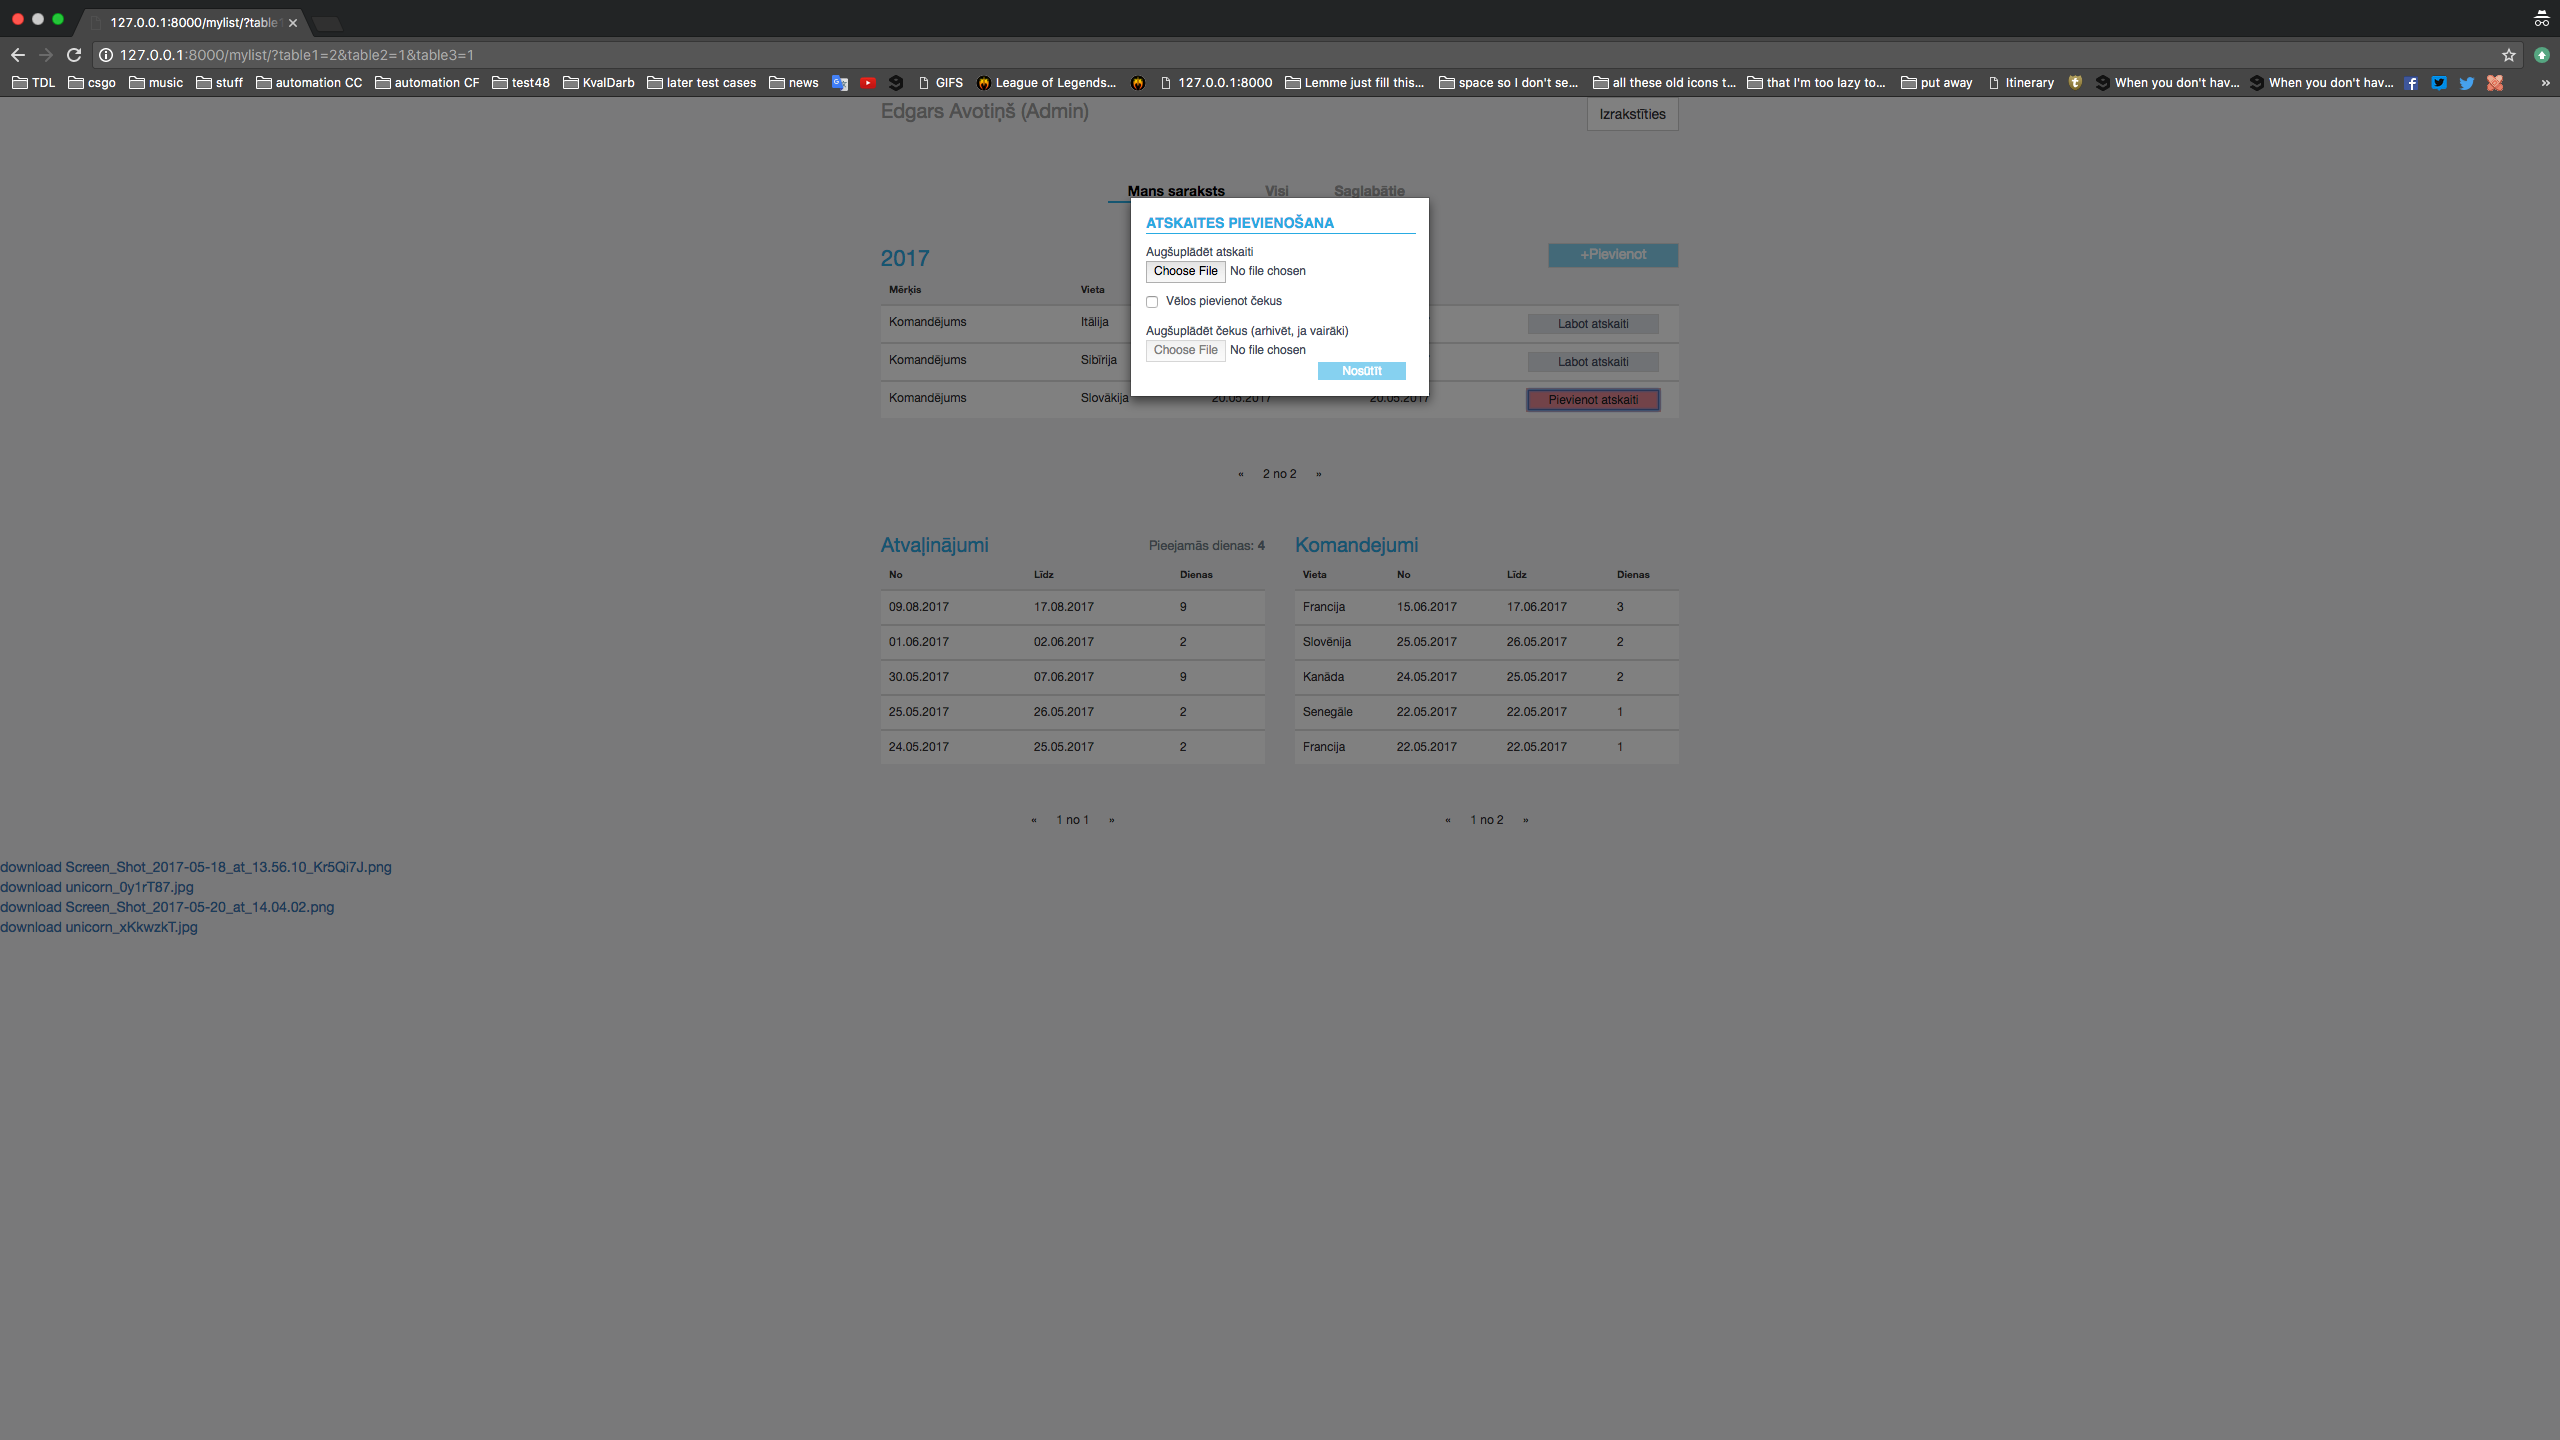 127.0.0.1:8000/mylist/?table
127.0.0.1:8000/mylist/?table1=2&table2=1&table3=1
TDL csgo music stuff automation CC automation CF test48 KvalDarb later test cases news GIFS League of Legends... 127.0.0.1:8000 Lemme just fill this... space so I don't se... all these old icons t... that I'm too lazy to... put away Itinerary When you don't hav... When you don't hav... »
Edgars Avotiņš (Admin) Izrakstīties
Mans saraksts Visi Saglabātie
ATSKAITES PIEVIENOŠANA
Augšuplādēt atskaiti
Choose File No file chosen
Vēlos pievienot čekus
Augšuplādēt čekus (arhivēt, ja vairāki)
Choose File No file chosen
Nosūtīt
2017 +Pievienot
Mērķis Vieta
Komandējums Itālija Labot atskaiti
Komandējums Sibīrija Labot atskaiti
Komandējums Slovākija 20.05.2017 20.05.2017 Pievienot atskaiti
« 2 no 2 »
Atvaļinājumi Pieejamās dienas: 4
No Līdz Dienas
09.08.2017 17.08.2017 9
01.06.2017 02.06.2017 2
30.05.2017 07.06.2017 9
25.05.2017 26.05.2017 2
24.05.2017 25.05.2017 2
« 1 no 1 »
Komandejumi
Vieta No Līdz Dienas
Francija 15.06.2017 17.06.2017 3
Slovēnija 25.05.2017 26.05.2017 2
Kanāda 24.05.2017 25.05.2017 2
Senegāle 22.05.2017 22.05.2017 1
Francija 22.05.2017 22.05.2017 1
« 1 no 2 »
download Screen_Shot_2017-05-18_at_13.56.10_Kr5Qi7J.png
download unicorn_0y1rT87.jpg
download Screen_Shot_2017-05-20_at_14.04.02.png
download unicorn_xKkwzkT.jpg